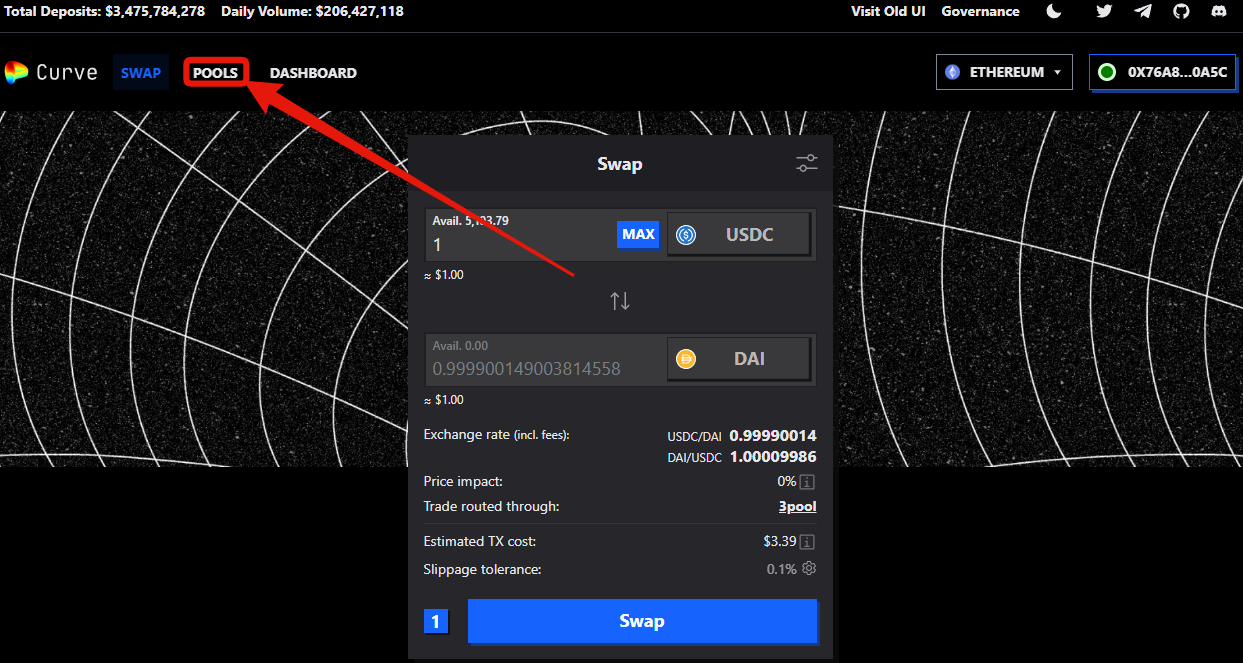 Total Deposits: $3,475,784,278 Daily Volume: $206,427,118 Visit Old UI Governance
Curve SWAP POOLS DASHBOARD ETHEREUM 0X76A8...0A5C
Swap
Avail. 5,193.79
1 MAX USDC
≈ $1.00
Avail. 0.00
0.999900149003814558 DAI
≈ $1.00
Exchange rate (incl. fees): USDC/DAI 0.99990014
DAI/USDC 1.00009986
Price impact: 0%
Trade routed through: 3pool
Estimated TX cost: $3.39
Slippage tolerance: 0.1%
1 Swap